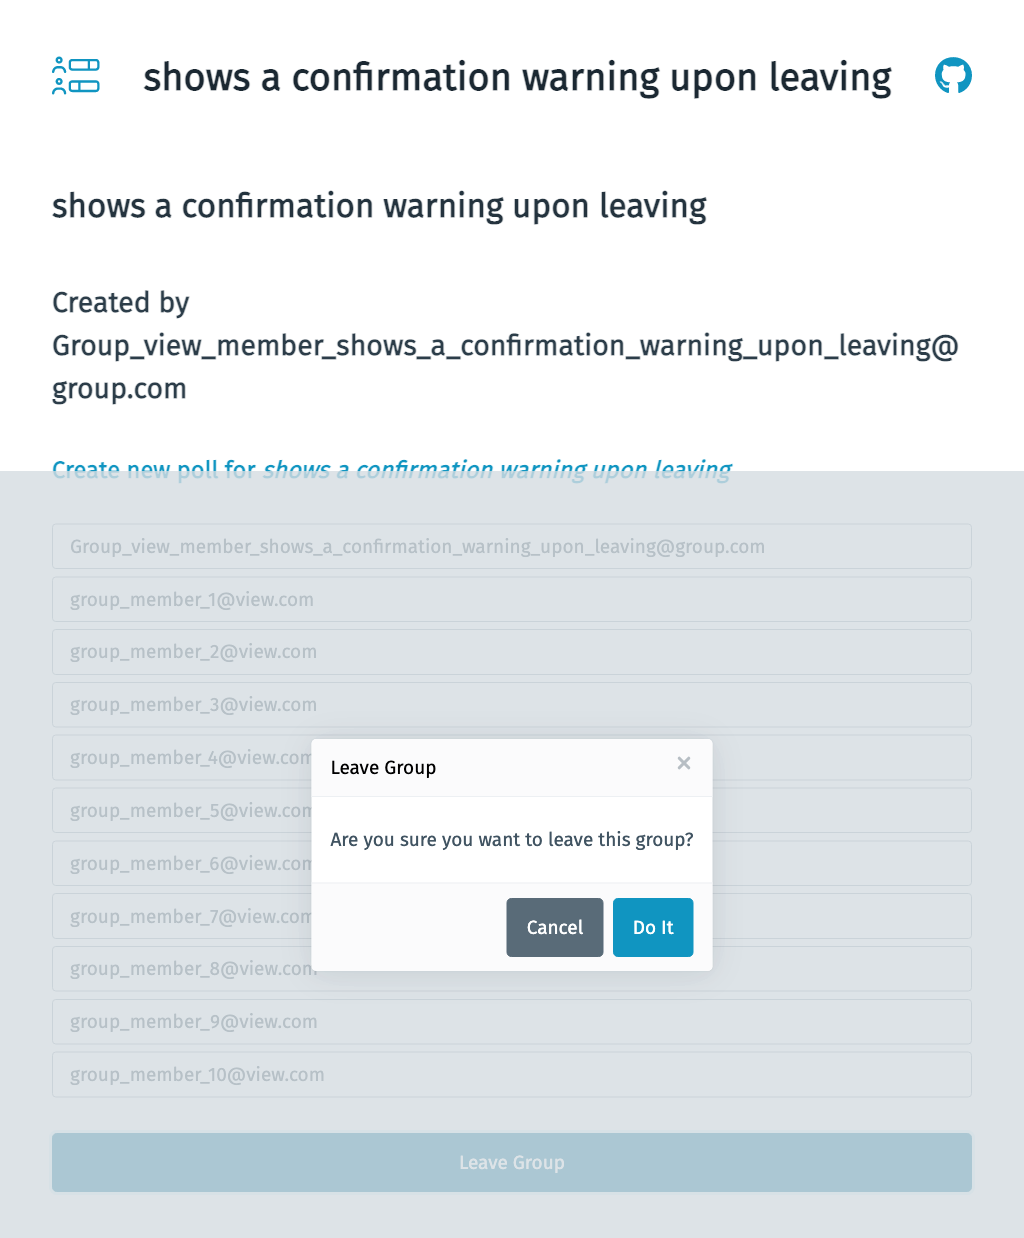 shows a confirmation warning upon leaving
shows a confirmation warning upon leaving
Created by
Group_view_member_shows_a_confirmation_warning_upon_leaving@
group.com
Create new poll for shows a confirmation warning upon leaving
Group_view_member_shows_a_confirmation_warning_upon_leaving@group.com
group_member_1@view.com
group_member_2@view.com
group_member_3@view.com
group_member_4@view.com
Leave Group ×
group_member_5@view.com
Are you sure you want to leave this group?
group_member_6@view.com
group_member_7@view.com
Cancel Do It
group_member_8@view.com
group_member_9@view.com
group_member_10@view.com
Leave Group